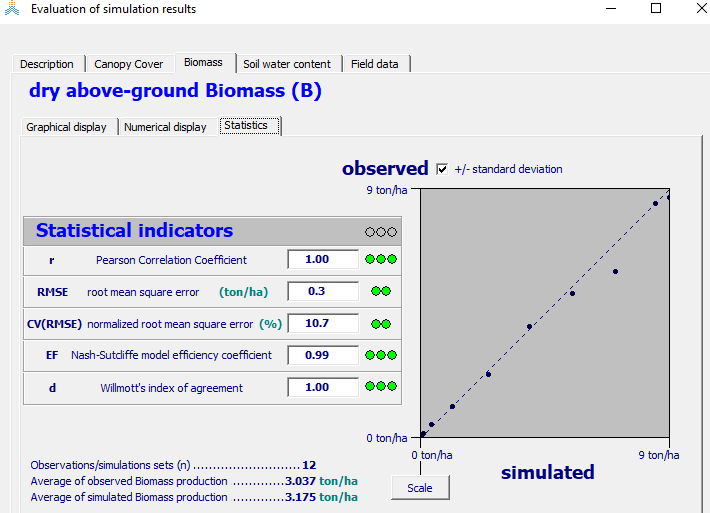 Evaluation of simulation results
Description Canopy Cover Biomass Soil water content Field data
dry above-ground Biomass (B)
Graphical display Numerical display Statistics
observed +/- standard deviation
9 ton/ha
Statistical indicators
r Pearson Correlation Coefficient 1.00
RMSE root mean square error (ton/ha) 0.3
CV(RMSE) normalized root mean square error (%) 10.7
EF Nash-Sutcliffe model efficiency coefficient 0.99
d Willmott's index of agreement 1.00
0 ton/ha
0 ton/ha 9 ton/ha
simulated
Observations/simulations sets (n) ............................ 12
Average of observed Biomass production ..............3.037 ton/ha
Average of simulated Biomass production ..............3.175 ton/ha
Scale